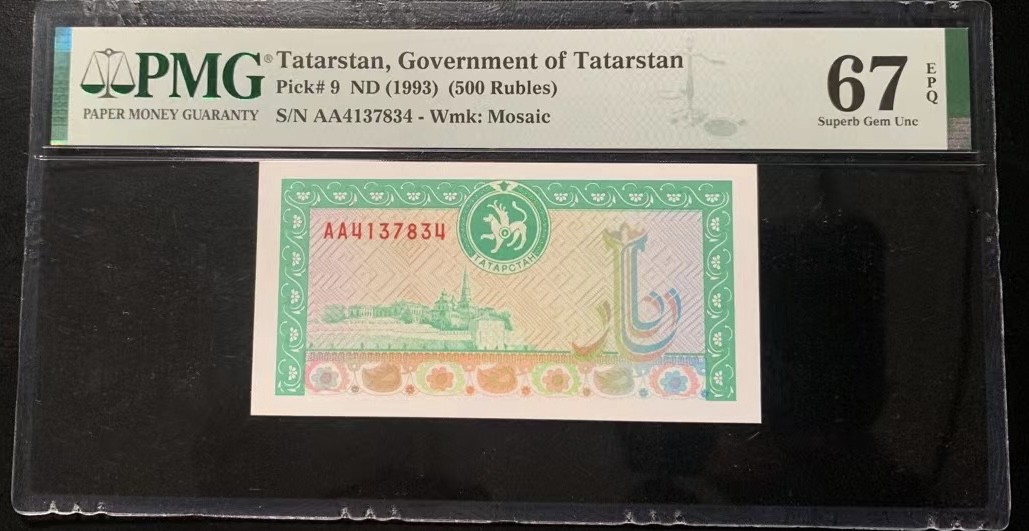 PMG®
PAPER MONEY GUARANTY
Tatarstan, Government of Tatarstan
Pick# 9 ND (1993) (500 Rubles)
S/N AA4137834 - Wmk: Mosaic
67
EPQ
Superb Gem Unc
AA4137834
ТАТАРСТАН